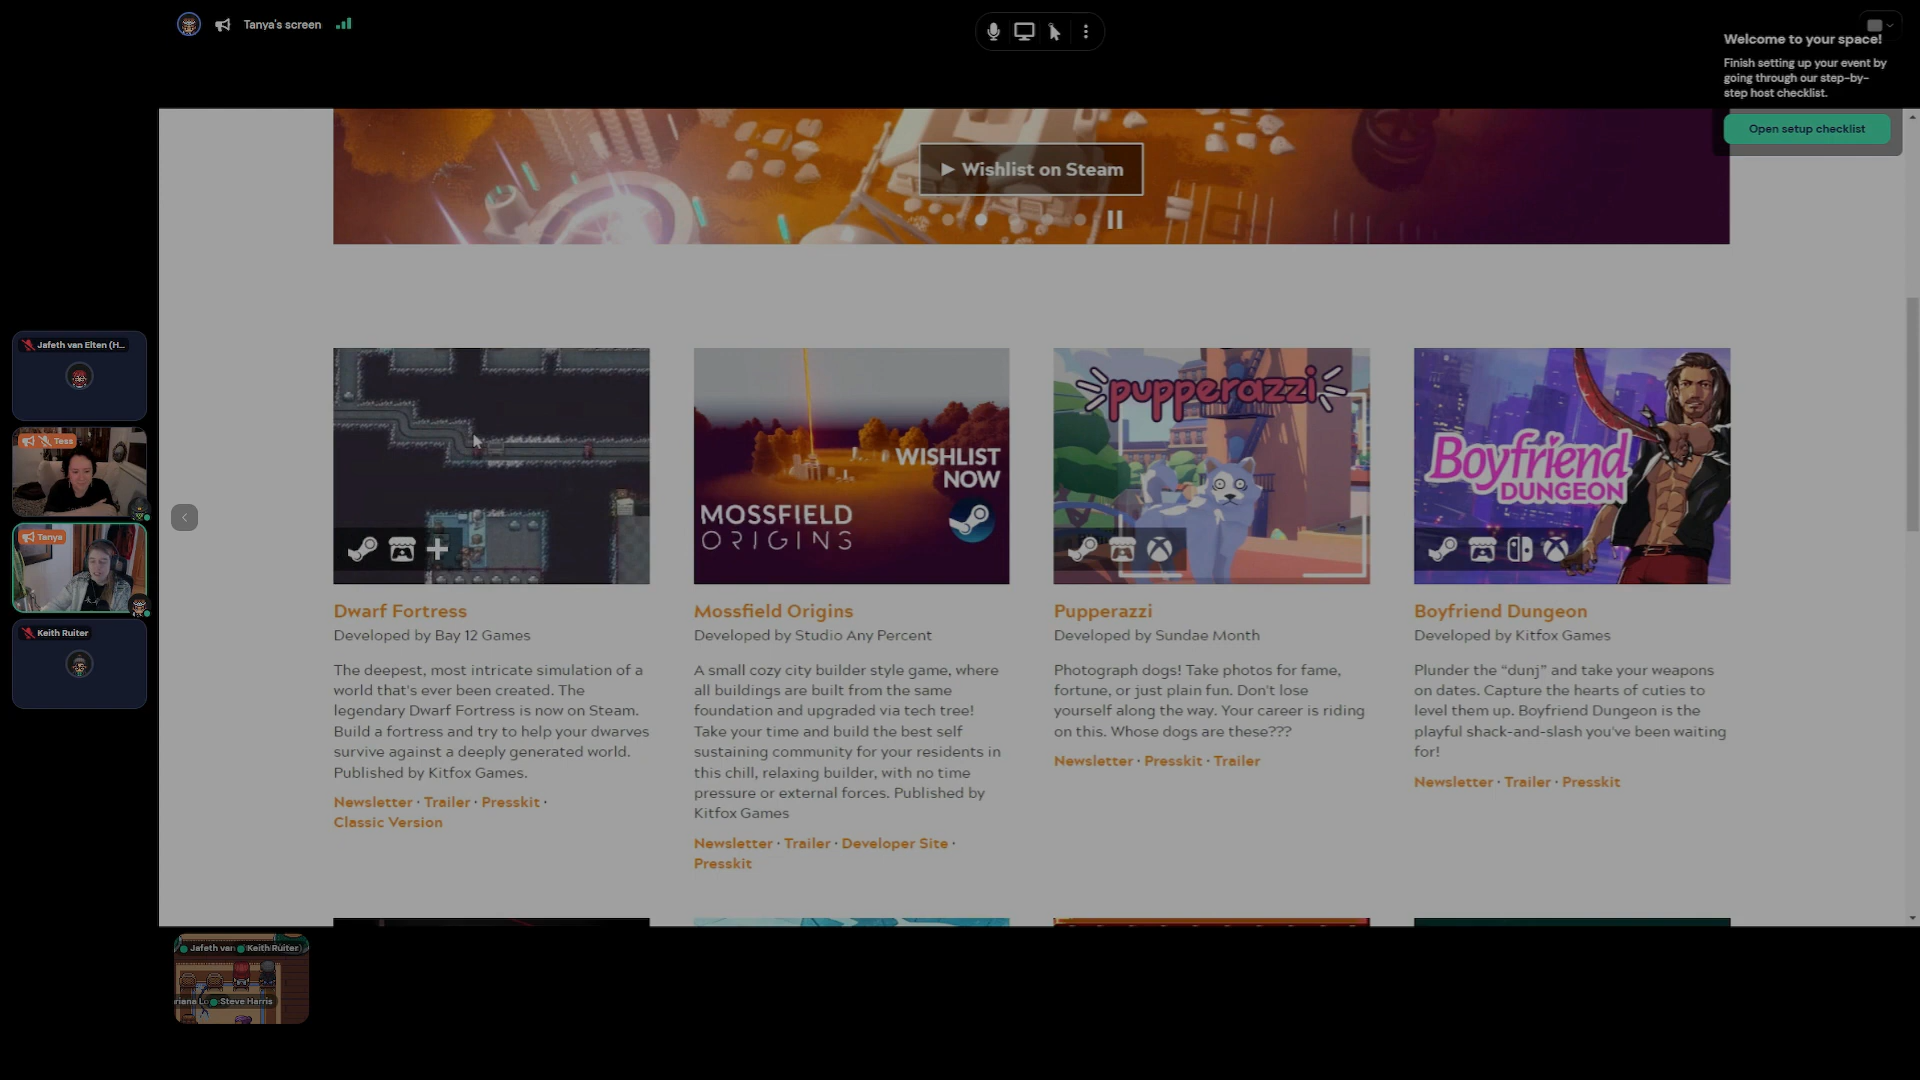 Tanya's screen
Welcome to your space!
Finish setting up your event by
going through our step-by-
step host checklist.
Open setup checklist
Wishlist on Steam
Jafeth van Elten (H...
Tess
Tanya
Keith Ruiter
WISHLIST
NOW
MOSSFIELD
ORIGINS
pupperazzi
Boyfriend
DUNGEON
Dwarf Fortress
Developed by Bay 12 Games
The deepest, most intricate simulation of a
world that's ever been created. The
legendary Dwarf Fortress is now on Steam.
Build a fortress and try to help your dwarves
survive against a deeply generated world.
Published by Kitfox Games.
Newsletter · Trailer · Presskit ·
Classic Version
Mossfield Origins
Developed by Studio Any Percent
A small cozy city builder style game, where
all buildings are built from the same
foundation and upgraded via tech tree!
Take your time and build the best self
sustaining community for your residents in
this chill, relaxing builder, with no time
pressure or external forces. Published by
Kitfox Games
Newsletter · Trailer · Developer Site ·
Presskit
Pupperazzi
Developed by Sundae Month
Photograph dogs! Take photos for fame,
fortune, or just plain fun. Don't lose
yourself along the way. Your career is riding
on this. Whose dogs are these???
Newsletter · Presskit · Trailer
Boyfriend Dungeon
Developed by Kitfox Games
Plunder the “dunj” and take your weapons
on dates. Capture the hearts of cuties to
level them up. Boyfriend Dungeon is the
playful shack-and-slash you've been waiting
for!
Newsletter · Trailer · Presskit
Jafeth van Keith Ruiter
riana Lo Steve Harris